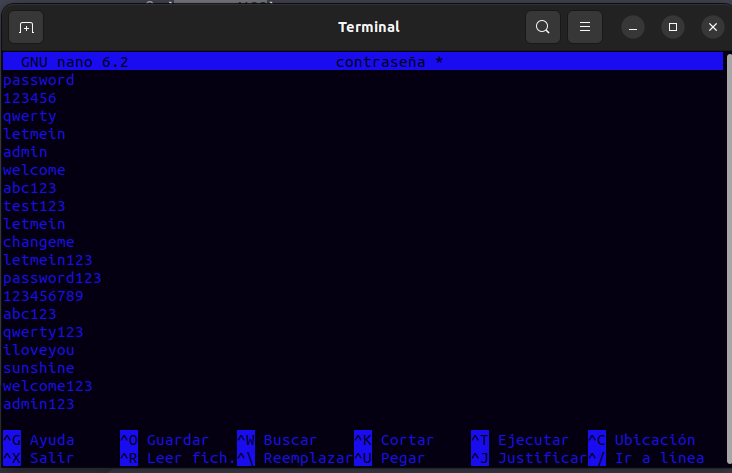 Terminal
GNU nano 6.2 contraseña *
password
123456
qwerty
letmein
admin
welcome
abc123
test123
letmein
changeme
letmein123
password123
123456789
abc123
qwerty123
iloveyou
sunshine
welcome123
admin123
^G Ayuda ^O Guardar ^W Buscar ^K Cortar ^T Ejecutar ^C Ubicación
^X Salir ^R Leer fich. ^\ Reemplazar ^U Pegar ^J Justificar ^/ Ir a línea